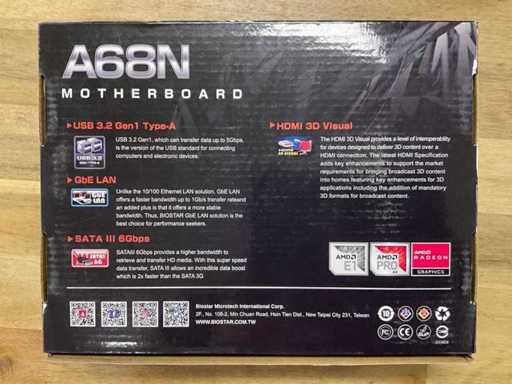 A68N
MOTHERBOARD
USB 3.2 Gen1 Type-A
USB 3.2 Gen1, which can transfer data up to 5Gbps,
is the version of the USB standard for connecting
computers and electronic devices.
GbE LAN
Unlike the 10/100 Ethernet LAN solution, GbE LAN
offers a faster bandwidth up to 1Gb/s transfer rateand
an added plus is that it offers a more stable
bandwidth. Thus, BIOSTAR GbE LAN solution is the
best choice for performance seekers.
SATA III 6Gbps
SATAIII 6Gbps provides a higher bandwidth to
retrieve and transfer HD media. With this super speed
data transfer, SATA III allows an incredible data boost
which is 2x faster than the SATA 3G
HDMI 3D Visual
The HDMI 3D Visual provides a level of interoperability
for devices designed to deliver 3D content over a
HDMI connection. The latest HDMI Specification
adds key enhancements to support the market
requirements for bringing broadcast 3D content
into homes featuring key enhancements for 3D
applications including the addition of mandatory
3D formats for broadcast content.
AMD
E1
AMD
PRO
AMD
RADEON
GRAPHICS
Biostar Microtech International Corp.
2F., No. 108-2, Min Chuan Road, Hsin Tien Dist., New Taipei City 231, Taiwan
WWW.BIOSTAR.COM.TW
10
FC
CE